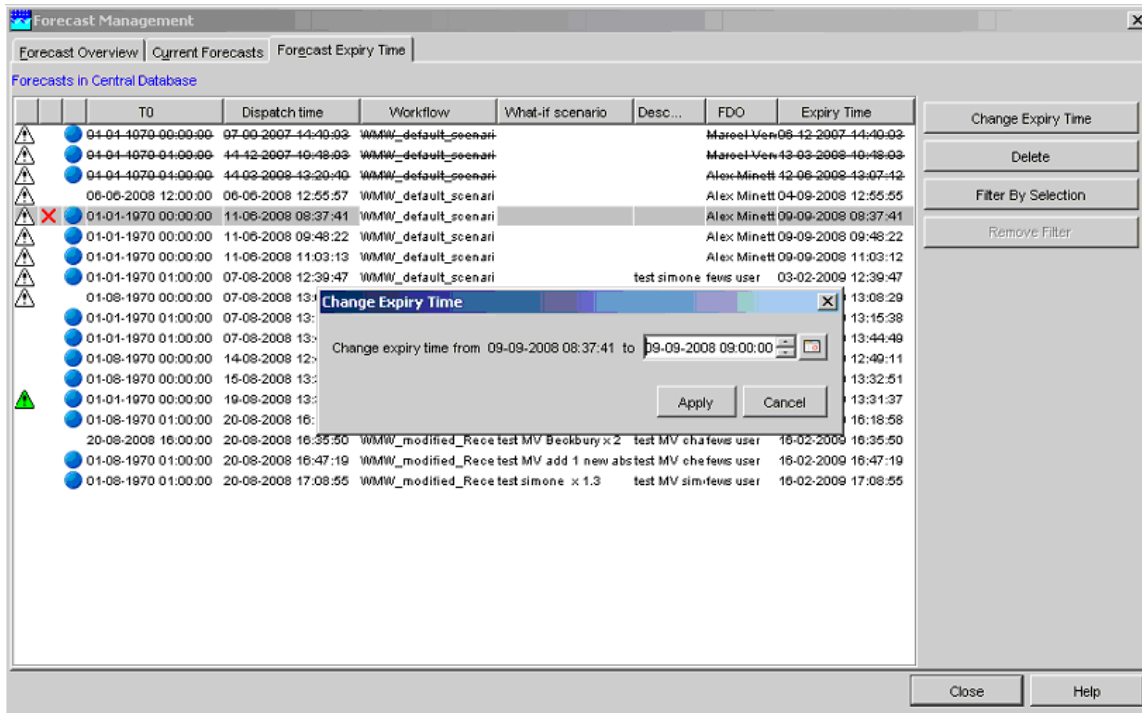 Forecast Management
Forecast Overview Current Forecasts Forecast Expiry Time
Forecasts in Central Database
T0 Dispatch time Workflow What-if scenario Desc... FDO Expiry Time
01-01-1970 00:00:00 14:40:03 WMW_default_scenari Marcel Ver 06-12-2007 14:40:03
01-01-1970 01:00:00 10:48:03 WMW_default_scenari Marcel Ver 13-03-2008 10:48:03
01-01-1970 01:00:00 14-03-2008 13:20:40 WMW_default_scenari Alex Minett 12-06-2008 13:07:12
06-06-2008 12:00:00 06-06-2008 12:55:57 WMW_default_scenari Alex Minett 04-09-2008 12:55:55
01-01-1970 00:00:00 11-06-2008 08:37:41 WMW_default_scenari Alex Minett 09-09-2008 08:37:41
01-01-1970 00:00:00 11-06-2008 09:48:22 WMW_default_scenari Alex Minett 09-09-2008 09:48:22
01-01-1970 00:00:00 11-06-2008 11:03:13 WMW_default_scenari Alex Minett 09-09-2008 11:03:12
01-01-1970 01:00:00 07-08-2008 12:39:47 WMW_default_scenari test simone fews user 03-02-2009 12:39:47
01-08-1970 00:00:00 07-08-2008 13: 13:08:29
01-01-1970 00:00:00 07-08-2008 13: 13:15:38
01-01-1970 01:00:00 07-08-2008 13: 13:44:49
01-08-1970 00:00:00 14-08-2008 12: 12:49:11
01-08-1970 00:00:00 15-08-2008 13: 13:32:51
01-01-1970 00:00:00 19-08-2008 13: 13:31:37
01-08-1970 01:00:00 20-08-2008 16: 16:18:58
20-08-2008 16:00:00 20-08-2008 16:35:50 WMW_modified_Rece test MV Beckbury x 2 test MV cha fews user 16-02-2009 16:35:50
01-08-1970 01:00:00 20-08-2008 16:47:19 WMW_modified_Rece test MV add 1 new abs test MV che fews user 16-02-2009 16:47:19
01-08-1970 01:00:00 20-08-2008 17:08:55 WMW_modified_Rece test simone x 1.3 test MV sim fews user 16-02-2009 17:08:55
Change Expiry Time
Delete
Filter By Selection
Remove Filter
Change Expiry Time
Change expiry time from 09-09-2008 08:37:41 to 09-09-2008 09:00:00
Apply Cancel
Close Help